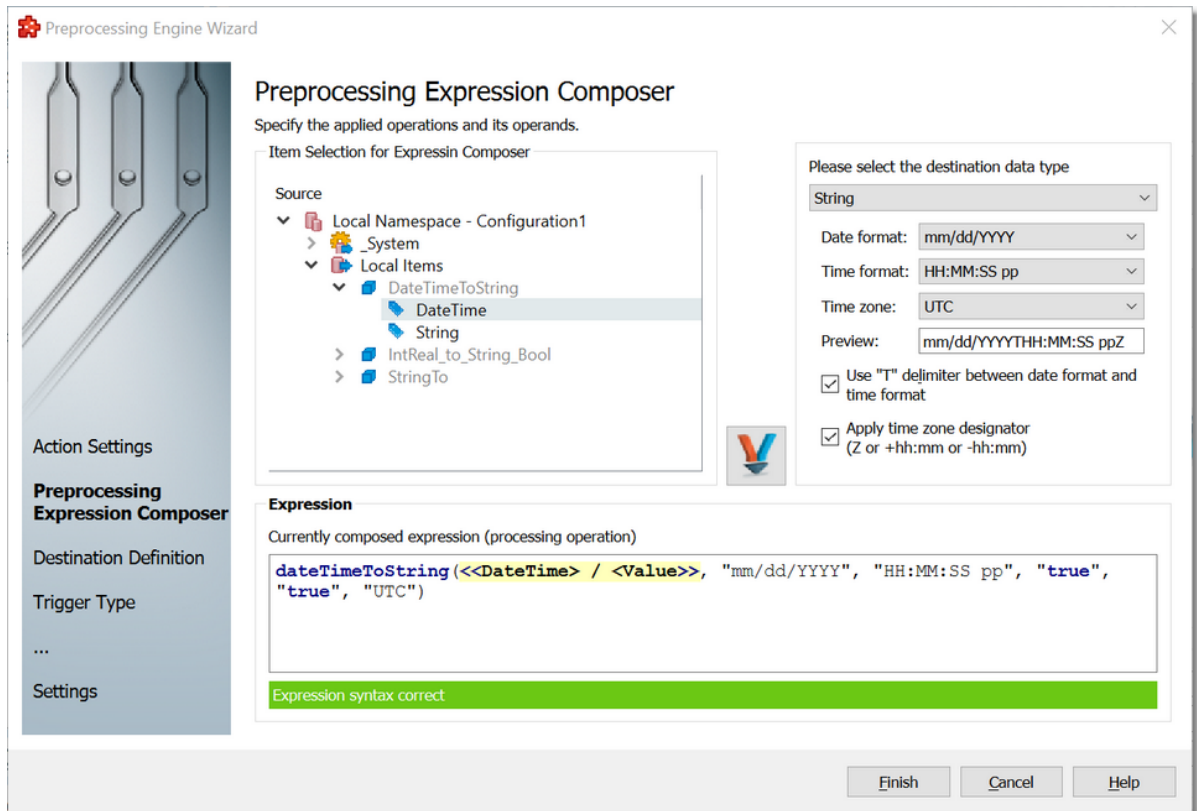 Preprocessing Engine Wizard
Preprocessing Expression Composer
Specify the applied operations and its operands.
Item Selection for Expressin Composer
Source
Local Namespace - Configuration1
_System
Local Items
DateTimeToString
DateTime
String
IntReal_to_String_Bool
StringTo
Please select the destination data type
String
Date format: mm/dd/YYYY
Time format: HH:MM:SS pp
Time zone: UTC
Preview: mm/dd/YYYYTHH:MM:SS ppZ
Use "T" delimiter between date format and
time format
Apply time zone designator
(Z or +hh:mm or -hh:mm)
Action Settings
Preprocessing
Expression Composer
Destination Definition
Trigger Type
...
Settings
Expression
Currently composed expression (processing operation)
dateTimeToString(<<DateTime> / <Value>>, "mm/dd/YYYY", "HH:MM:SS pp", "true",
"true", "UTC")
Expression syntax correct
Finish
Cancel
Help